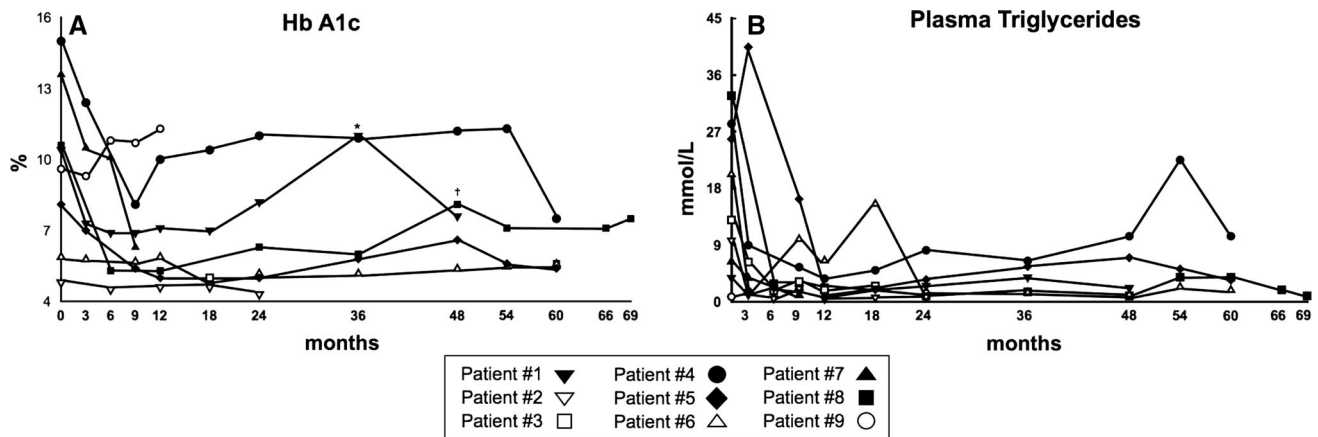 A
Hb A1c
16
13
10
7
4
%
*
†
0 3 6 9 12 18 24 36 48 54 60 66 69
months
B
Plasma Triglycerides
45
36
27
18
9
0
mmol/L
3 6 9 12 18 24 36 48 54 60 66 69
months
Patient #1 Patient #4 Patient #7
Patient #2 Patient #5 Patient #8
Patient #3 Patient #6 Patient #9